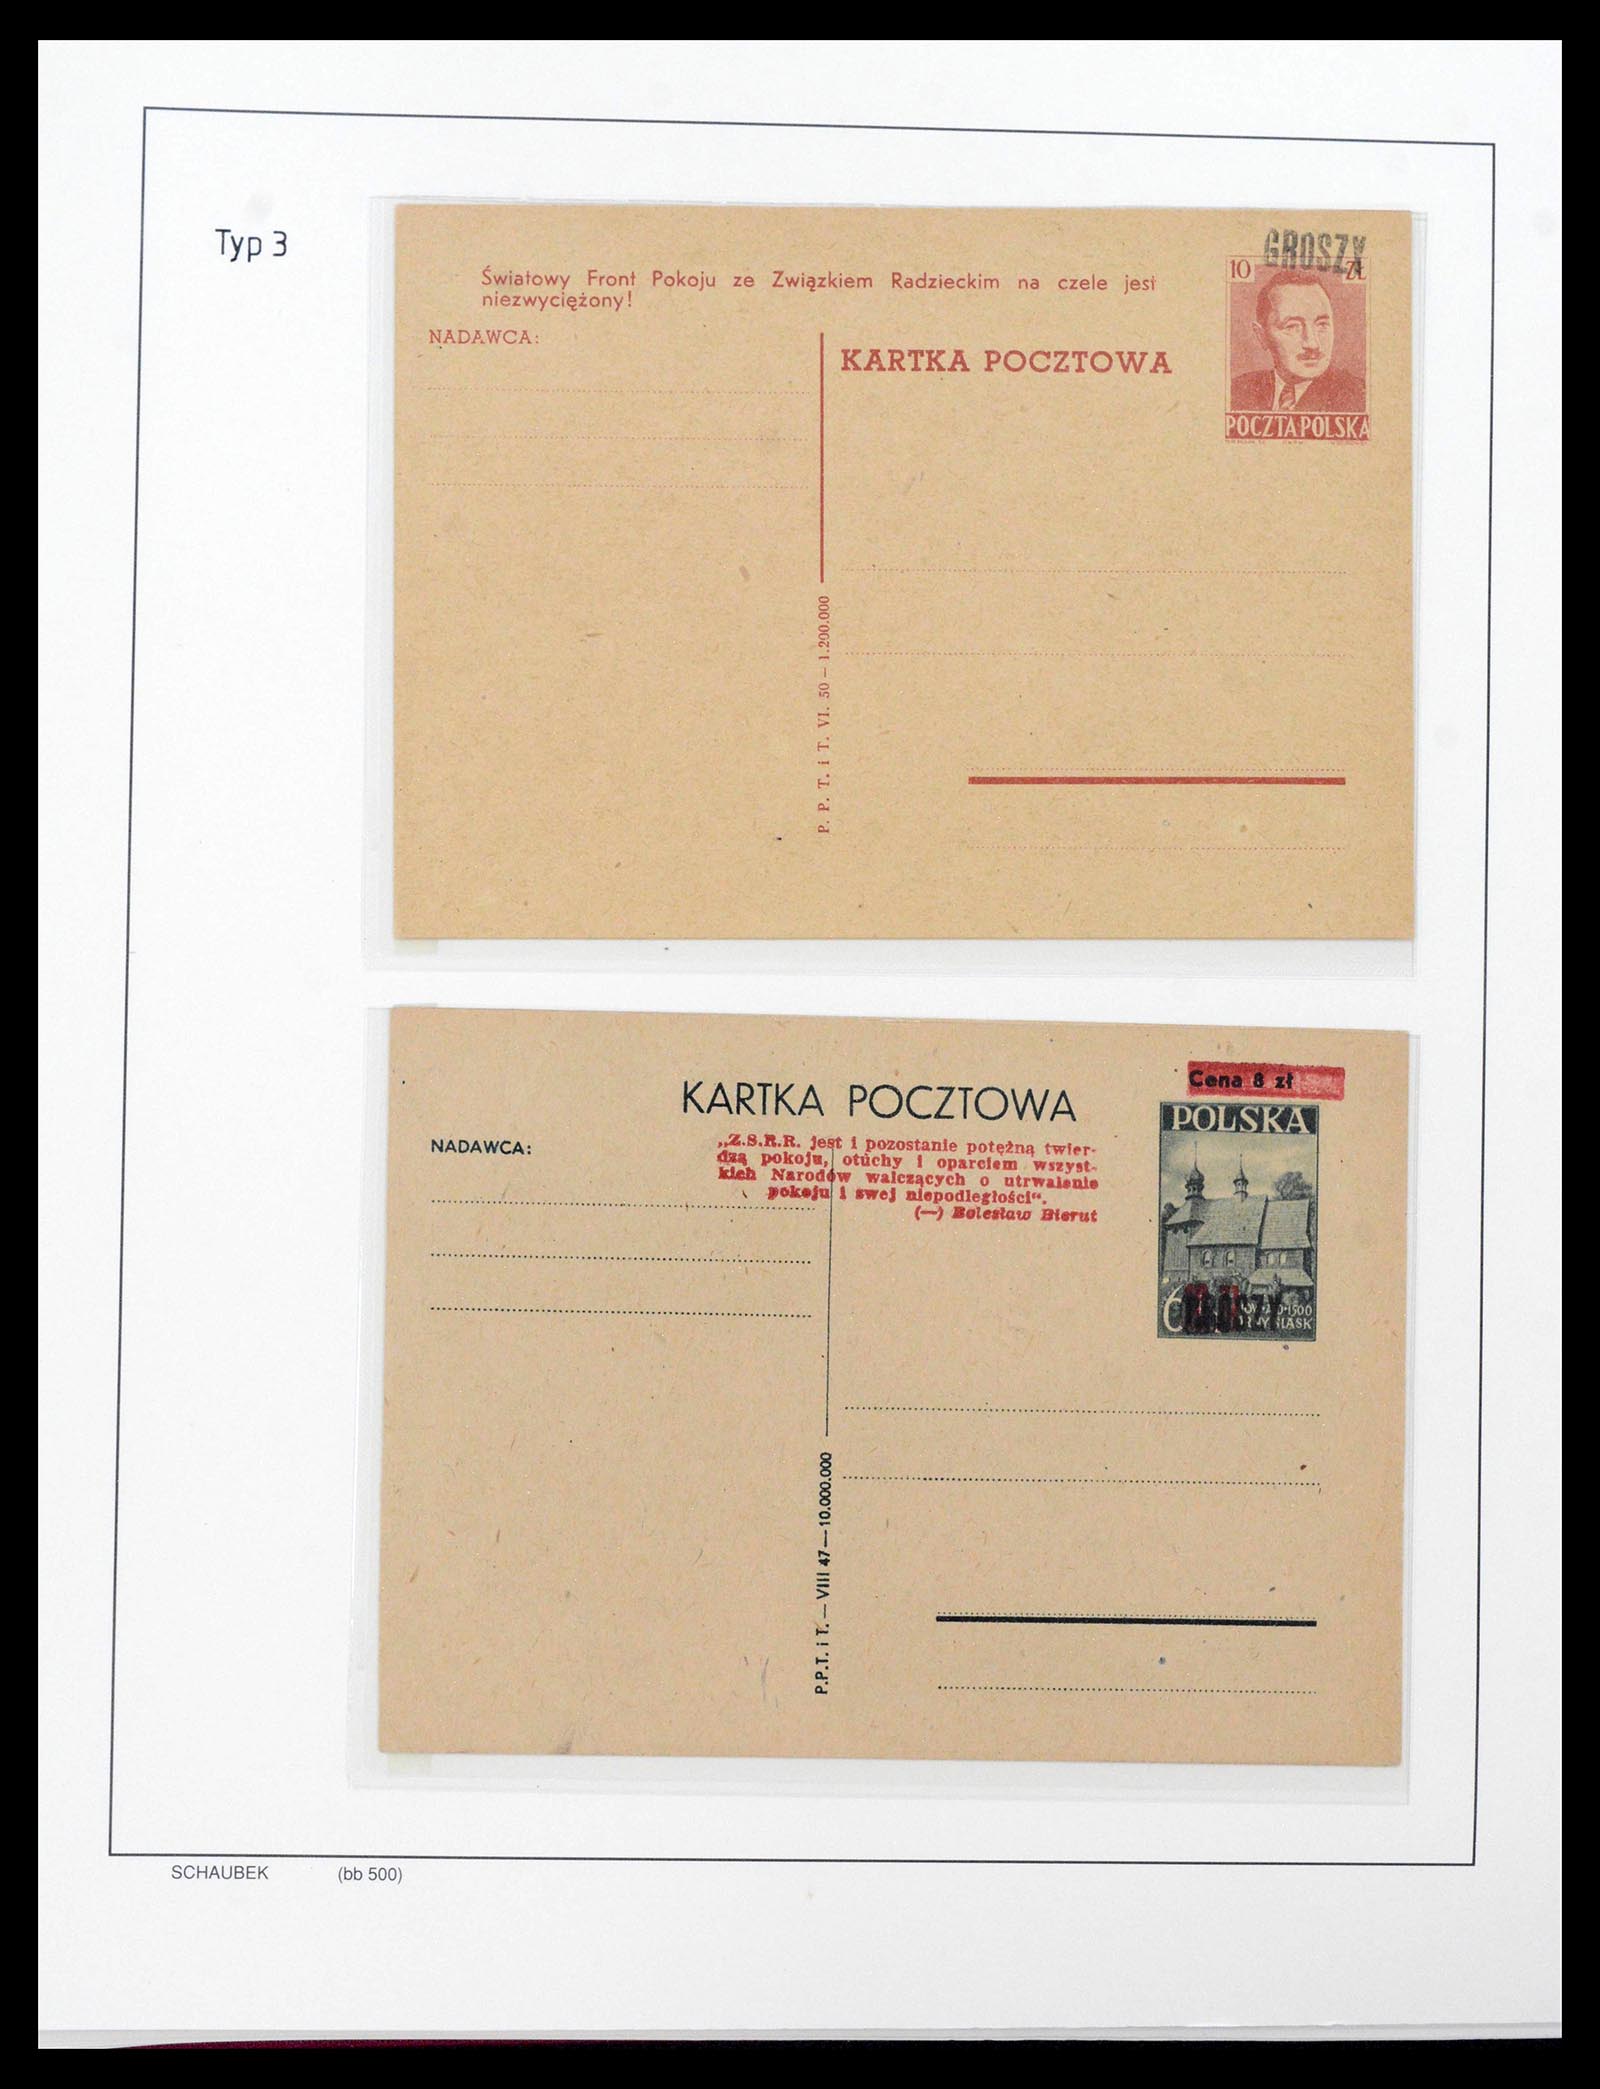 Typ 3
GROSZY
Światowy Front Pokoju ze Związkiem Radzieckim na czele jest
niezwyciężony!
10 ZŁ
NADAWCA:
KARTKA POCZTOWA
POCZTA POLSKA
P. P. T. i T. VI. 50 — 1.200.000
Cena 8 zł
KARTKA POCZTOWA
POLSKA
NADAWCA:
„Z.S.R.R. jest i pozostanie potężną twier-
dzą pokoju, otuchy i oparciem wszyst-
kich Narodów walczących o utrwalenie
pokoju i swej niepodległości“.
(—) Bolesław Bierut
1500
ŚLĄSK
P.P.T. i T. — VIII 47 — 10.000.000
SCHAUBEK (bb 500)